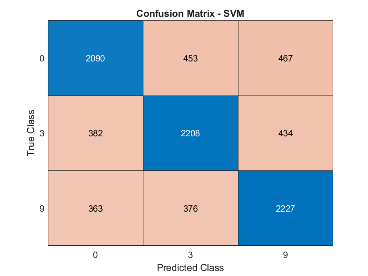 Confusion Matrix - SVM
True Class
0 2090 453 467
3 382 2208 434
9 363 376 2227
0 3 9
Predicted Class